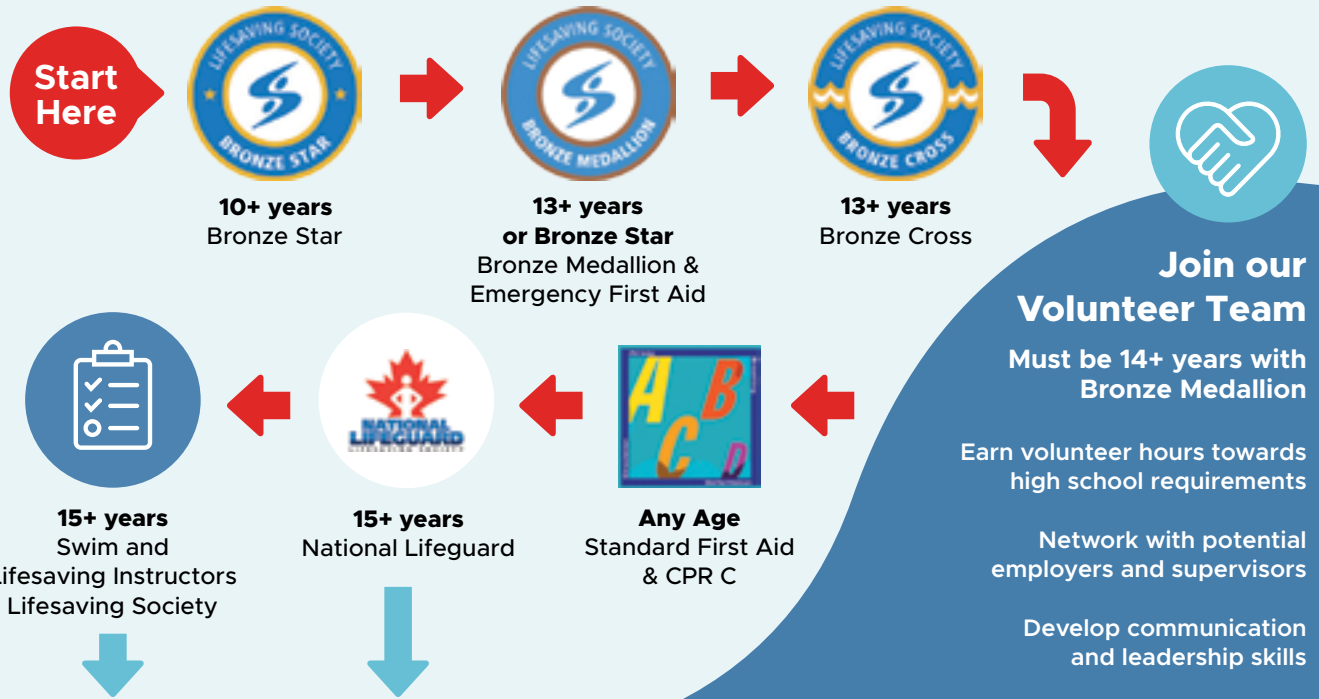 Start
Here
LIFESAVING SOCIETY
BRONZE STAR
LIFESAVING SOCIETY
BRONZE MEDALLION
LIFESAVING SOCIETY
BRONZE CROSS
10+ years
Bronze Star
13+ years
or Bronze Star
Bronze Medallion &
Emergency First Aid
13+ years
Bronze Cross
Join our
Volunteer Team
Must be 14+ years with
Bronze Medallion
Earn volunteer hours towards
high school requirements
Network with potential
employers and supervisors
Develop communication
and leadership skills
A B
C D
Any Age
Standard First Aid
& CPR C
NATIONAL
LIFEGUARD
LIFESAVING SOCIETY
15+ years
National Lifeguard
15+ years
Swim and
ifesaving Instructors
Lifesaving Society